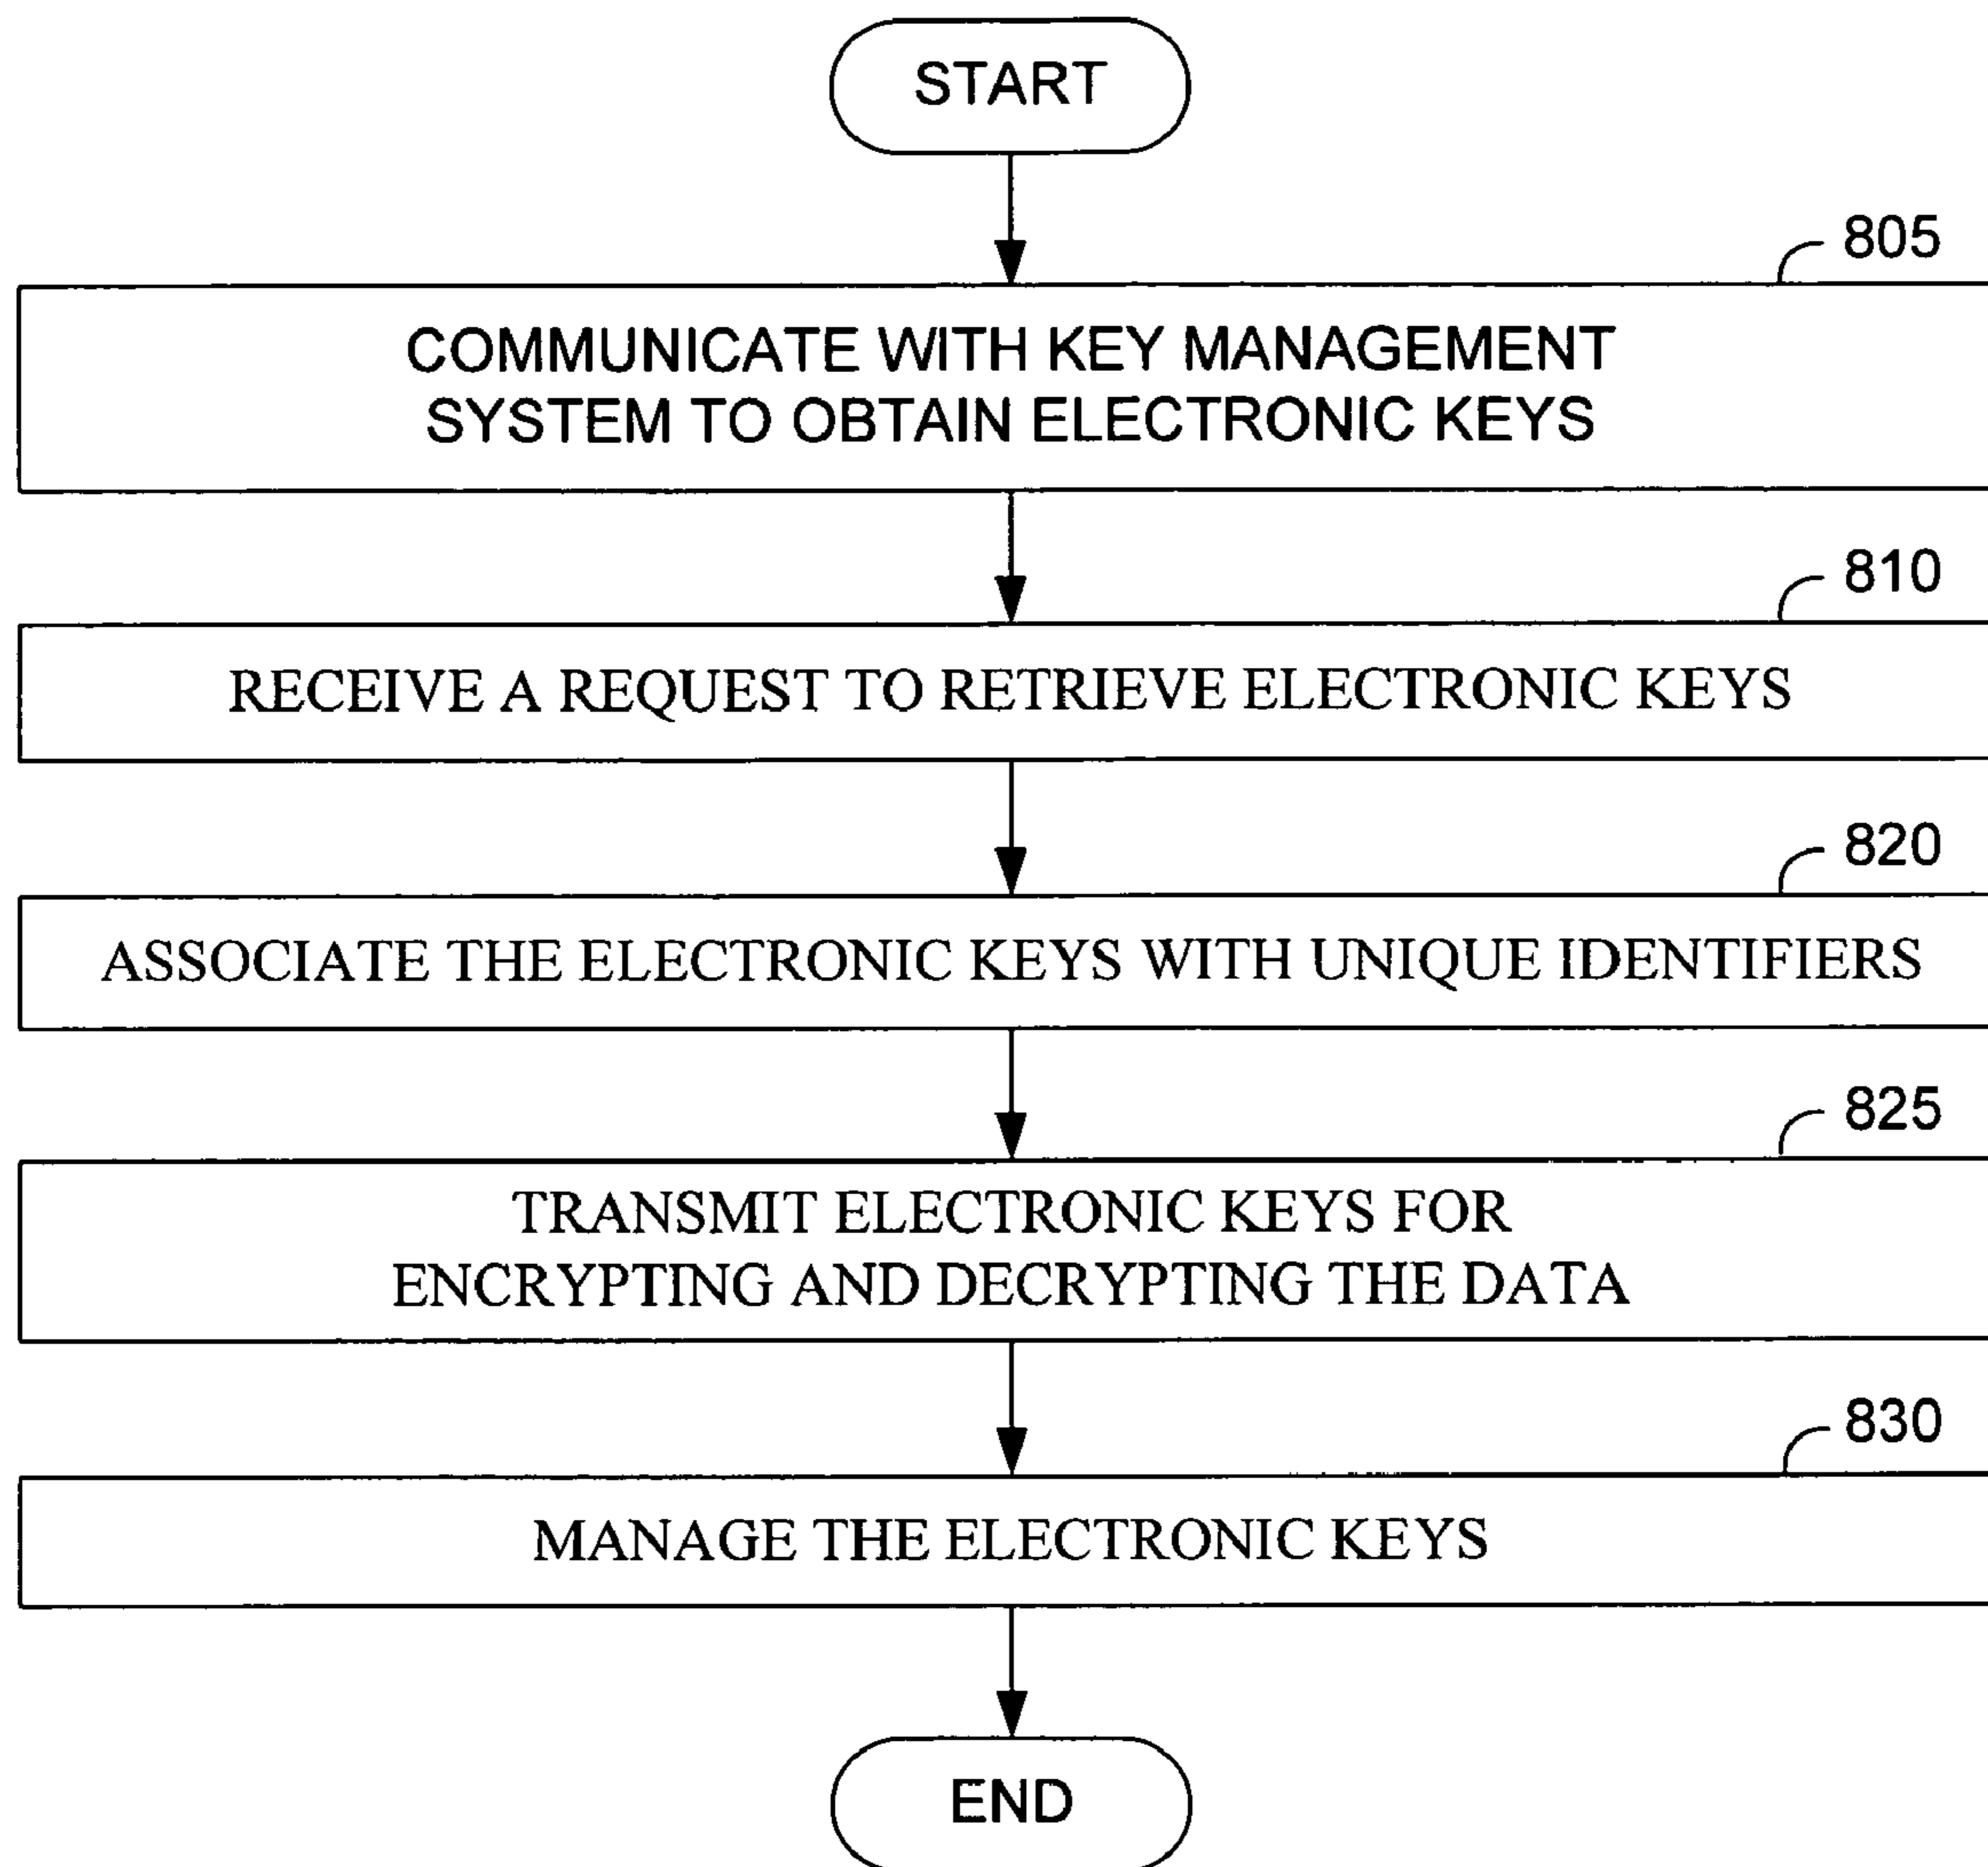 START
805
COMMUNICATE WITH KEY MANAGEMENT
SYSTEM TO OBTAIN ELECTRONIC KEYS
810
RECEIVE A REQUEST TO RETRIEVE ELECTRONIC KEYS
820
ASSOCIATE THE ELECTRONIC KEYS WITH UNIQUE IDENTIFIERS
825
TRANSMIT ELECTRONIC KEYS FOR
ENCRYPTING AND DECRYPTING THE DATA
830
MANAGE THE ELECTRONIC KEYS
END